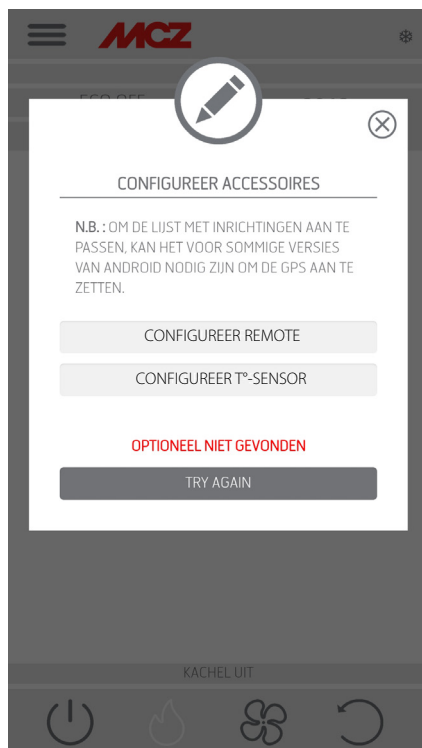 MCZ
CONFIGUREER ACCESSOIRES
N.B. : OM DE LIJST MET INRICHTINGEN AAN TE
PASSEN, KAN HET VOOR SOMMIGE VERSIES
VAN ANDROID NODIG ZIJN OM DE GPS AAN TE
ZETTEN.
CONFIGUREER REMOTE
CONFIGUREER T°-SENSOR
OPTIONEEL NIET GEVONDEN
TRY AGAIN
KACHEL UIT